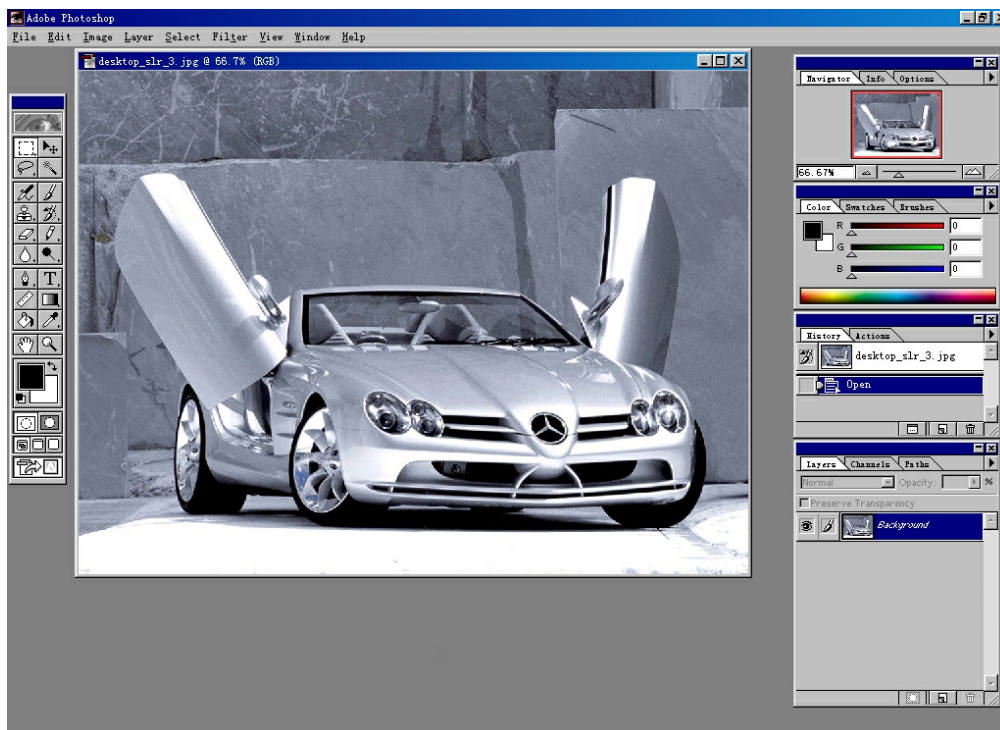 Adobe Photoshop
File Edit Image Layer Select Filter View Window Help
desktop_slr_3.jpg @ 66.7% (RGB)
Navigator Info Options
66.67%
Color Swatches Brushes
R 0
G 0
B 0
History Actions
desktop_slr_3.jpg
Open
Layers Channels Paths
Normal Opacity: %
Preserve Transparency
Background
T